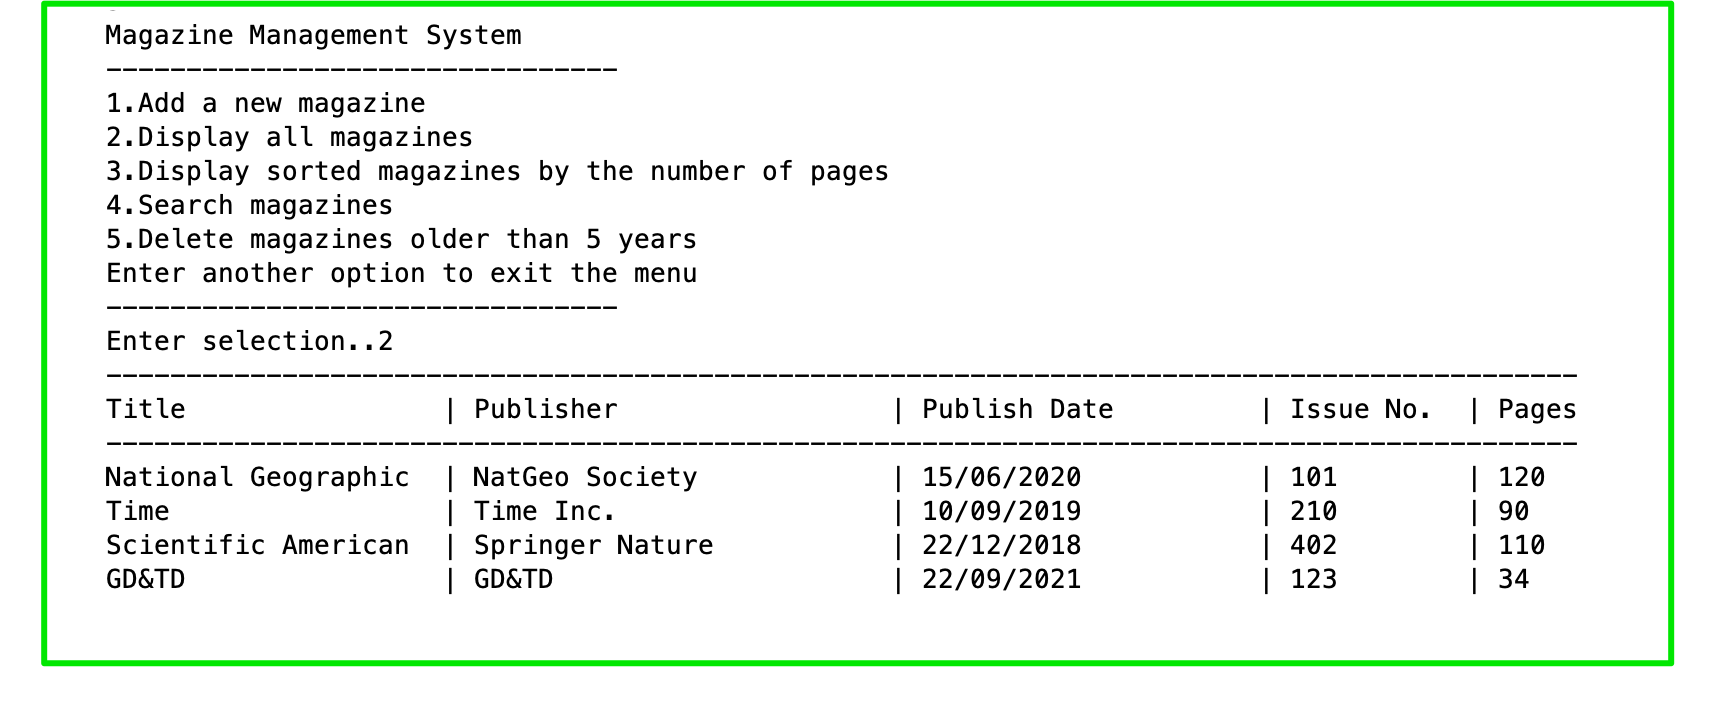 Magazine Management System
--------------------------------
1.Add a new magazine
2.Display all magazines
3.Display sorted magazines by the number of pages
4.Search magazines
5.Delete magazines older than 5 years
Enter another option to exit the menu
--------------------------------
Enter selection..2
--------------------------------------------------------------------------------------------
Title                | Publisher                 | Publish Date         | Issue No.  | Pages
--------------------------------------------------------------------------------------------
National Geographic  | NatGeo Society            | 15/06/2020           | 101        | 120
Time                 | Time Inc.                 | 10/09/2019           | 210        | 90
Scientific American  | Springer Nature           | 22/12/2018           | 402        | 110
GD&TD                | GD&TD                     | 22/09/2021           | 123        | 34